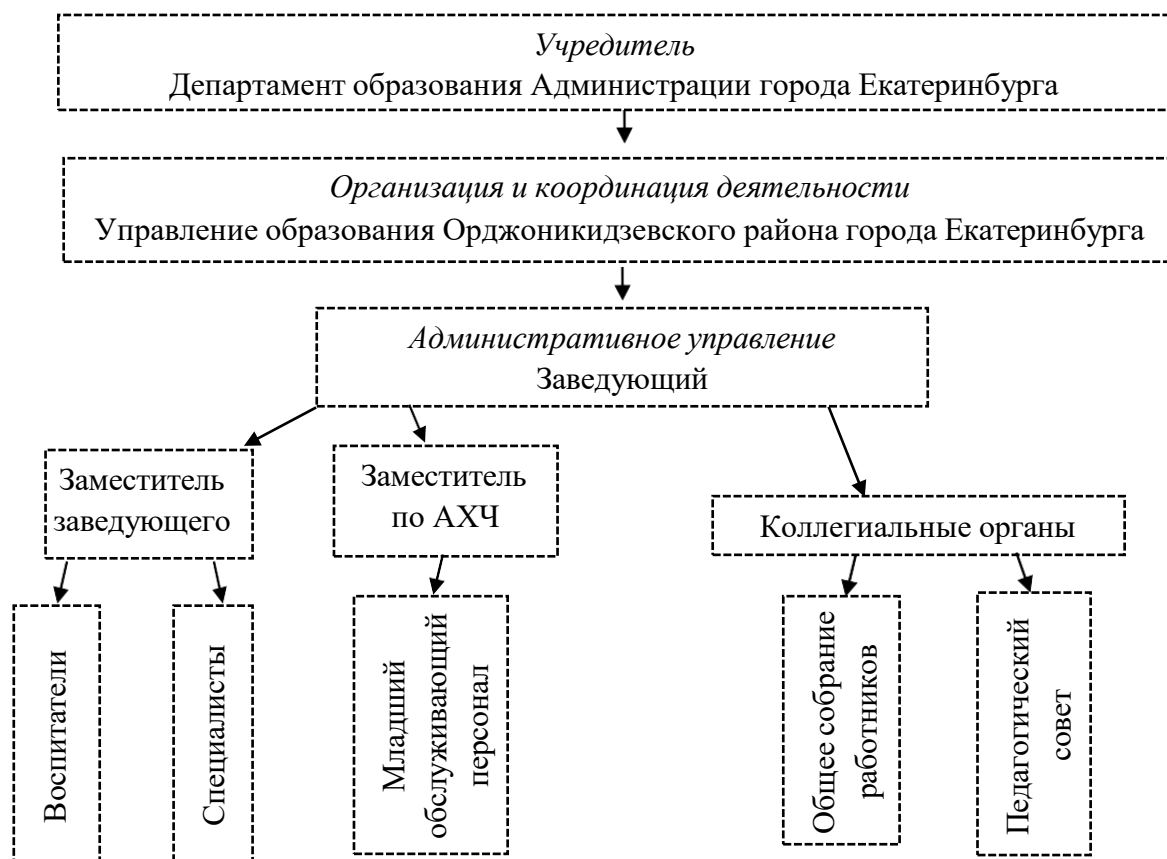 Учредитель
Департамент образования Администрации города Екатеринбурга
Организация и координация деятельности
Управление образования Орджоникидзевского района города Екатеринбурга
Административное управление
Заведующий
Заместитель
заведующего
Заместитель
по АХЧ
Коллегиальные органы
Воспитатели
Специалисты
Младший
обслуживающий
персонал
Общее собрание
работников
Педагогический
совет